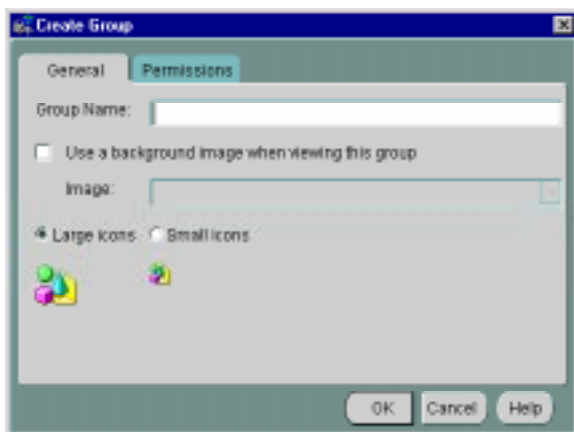 Create Group
General Permissions
Group Name:
Use a background image when viewing this group
Image:
Large icons Small icons
OK Cancel Help